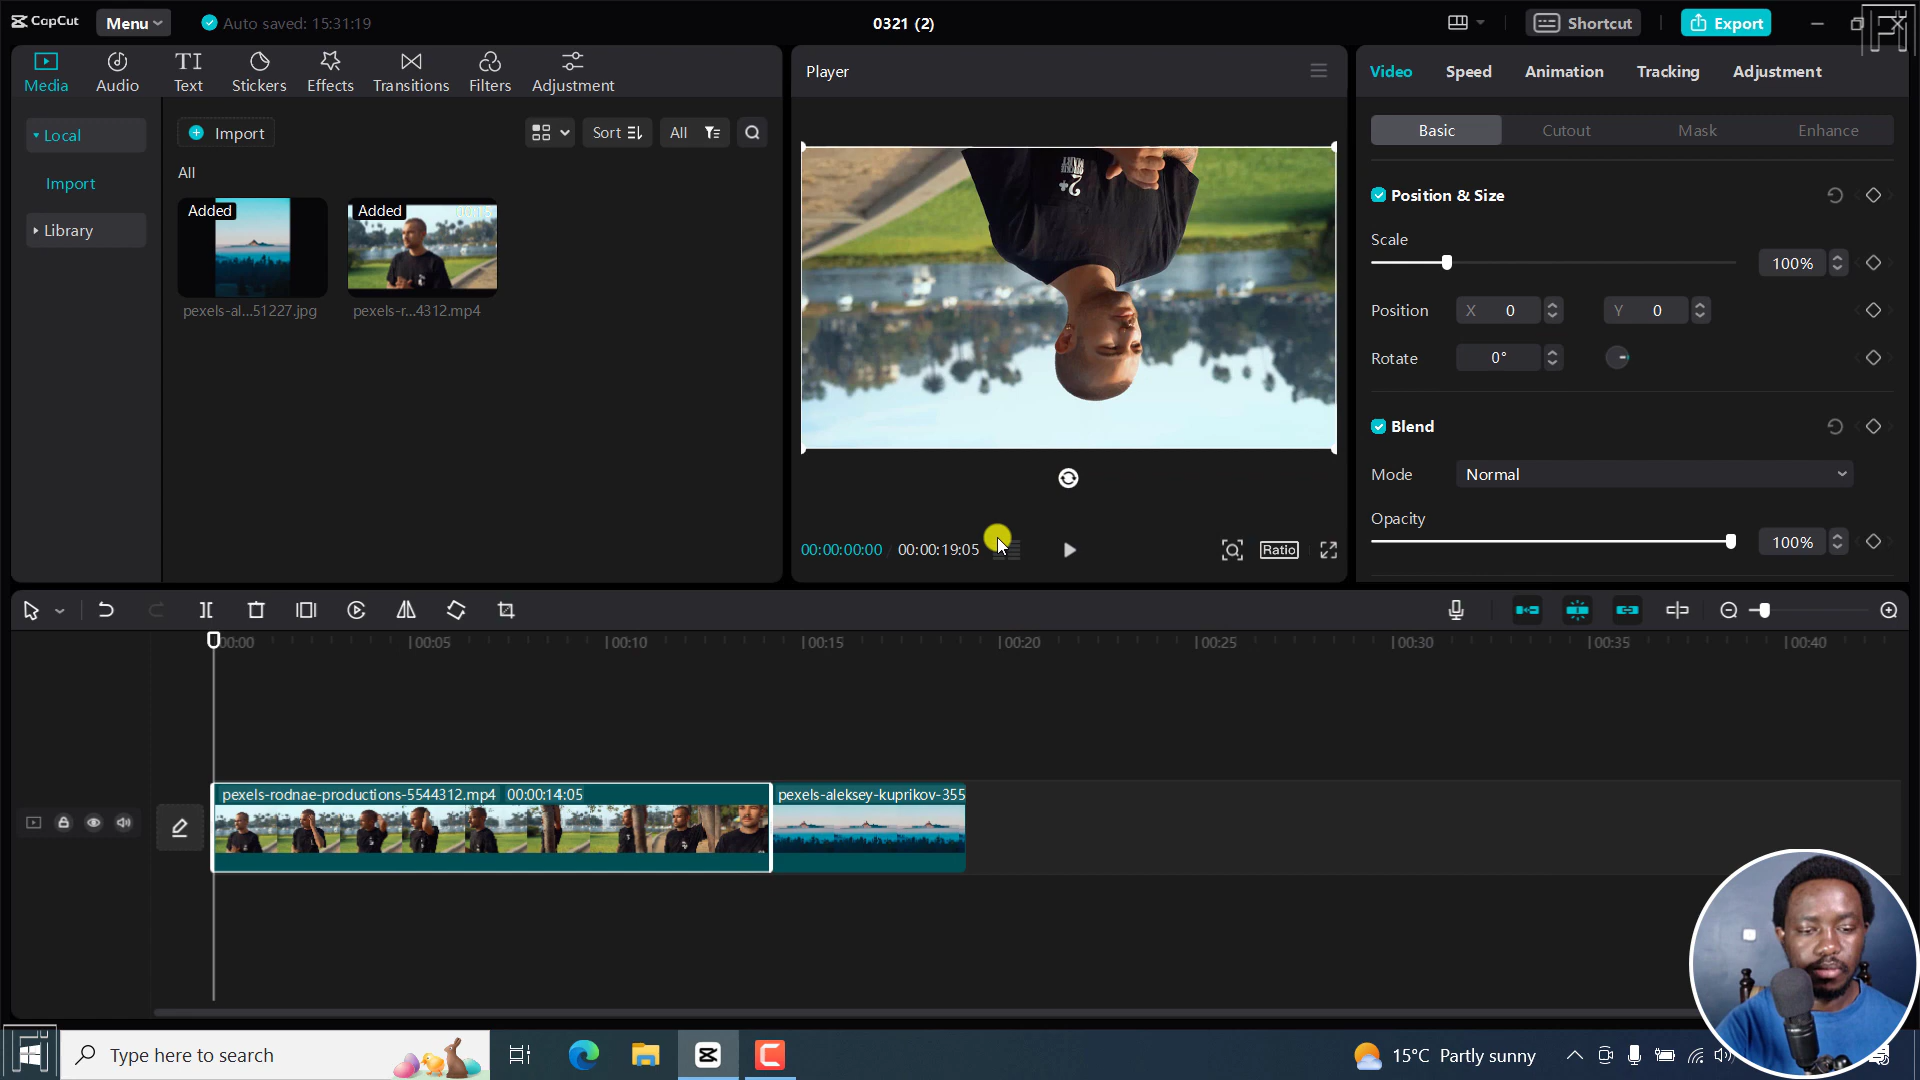 CapCut
Menu
Auto saved: 15:31:19
0321 (2)
Shortcut
Export
Media
Audio
Text
Stickers
Effects
Transitions
Filters
Adjustment
Local
Import
Library
Import
Sort
All
All
Added
Added
pexels-al...51227.jpg
pexels-r...4312.mp4
Player
00:00:00:00 / 00:00:19:05
Ratio
Video
Speed
Animation
Tracking
Adjustment
Basic
Cutout
Mask
Enhance
Position & Size
Scale
100%
Position
X 0
Y 0
Rotate
0°
Blend
Mode
Normal
Opacity
100%
00:00
00:05
00:10
00:15
00:20
00:25
00:30
00:35
00:40
pexels-rodnae-productions-5544312.mp4 00:00:14:05
pexels-aleksey-kuprikov-355
Type here to search
15°C Partly sunny